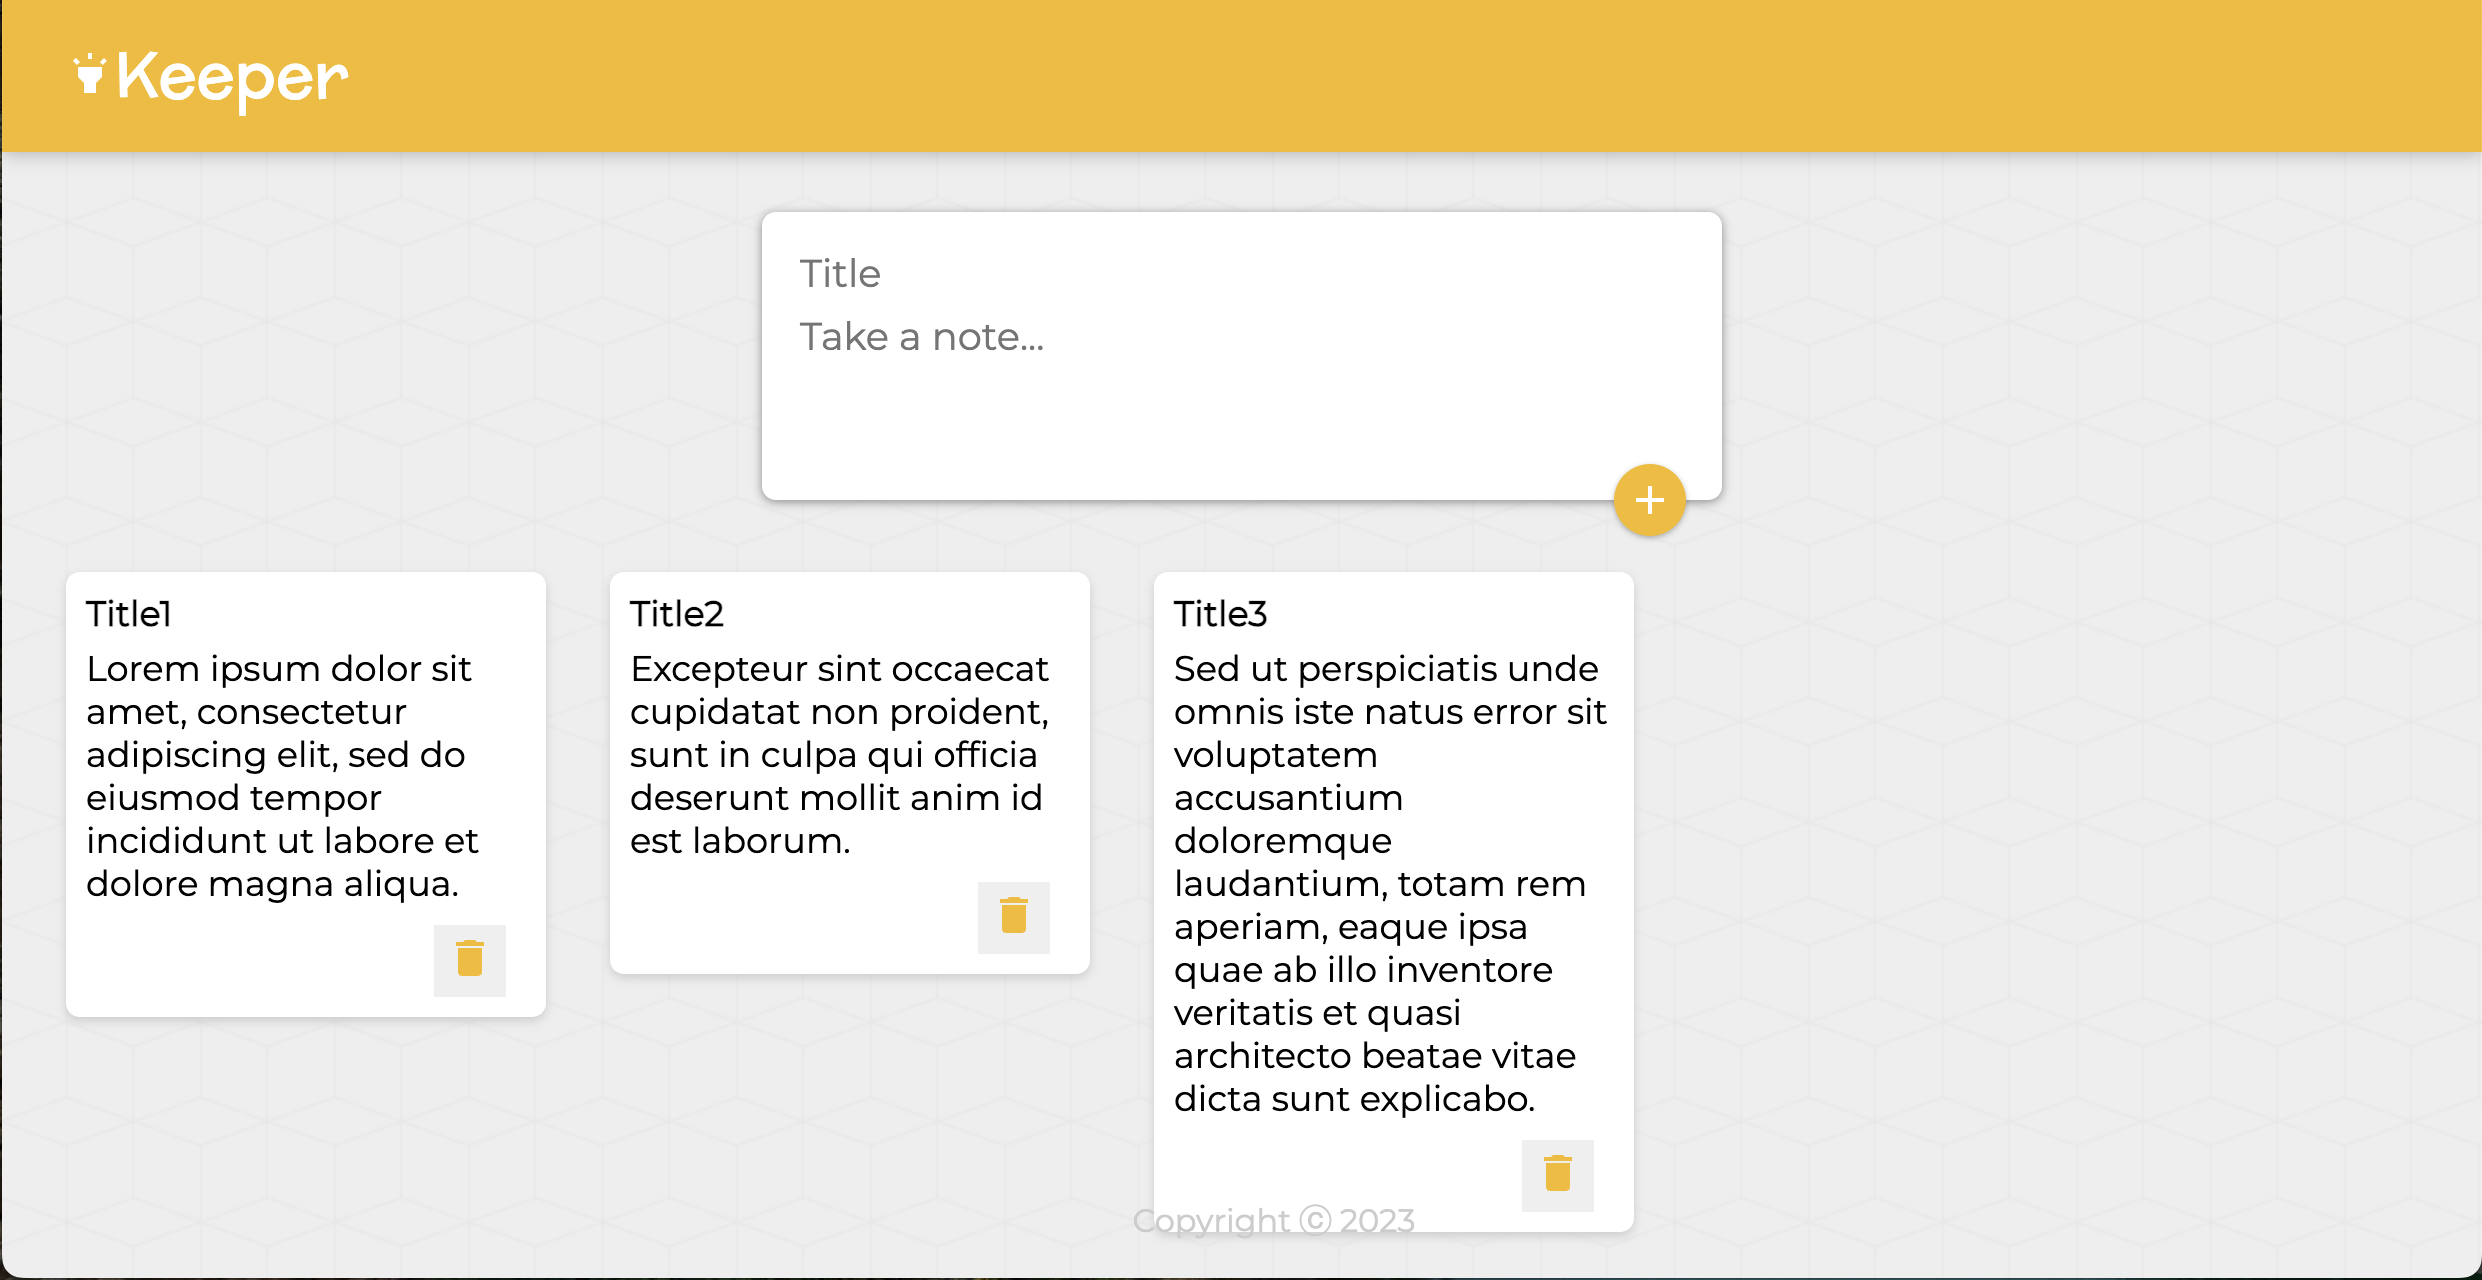 Keeper
Title
Take a note...
Title1
Lorem ipsum dolor sit
amet, consectetur
adipiscing elit, sed do
eiusmod tempor
incididunt ut labore et
dolore magna aliqua.
Title2
Excepteur sint occaecat
cupidatat non proident,
sunt in culpa qui officia
deserunt mollit anim id
est laborum.
Title3
Sed ut perspiciatis unde
omnis iste natus error sit
voluptatem
accusantium
doloremque
laudantium, totam rem
aperiam, eaque ipsa
quae ab illo inventore
veritatis et quasi
architecto beatae vitae
dicta sunt explicabo.
Copyright ⓒ 2023